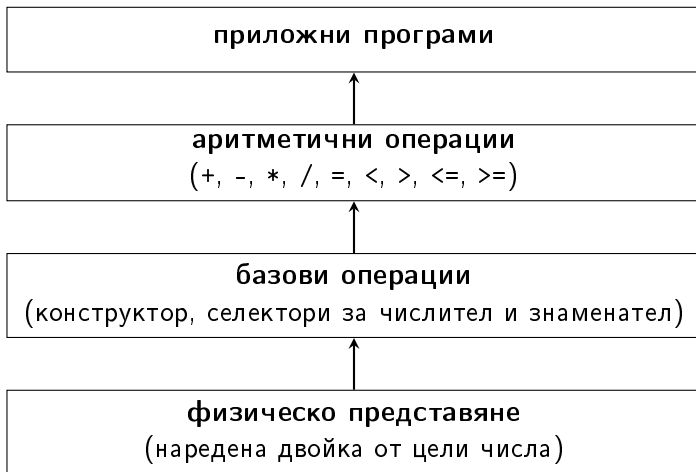 приложни програми
аритметични операции
(+, -, *, /, =, <, >, <=, >=)
базови операции
(конструктор, селектори за числител и знаменател)
физическо представяне
(наредена двойка от цели числа)